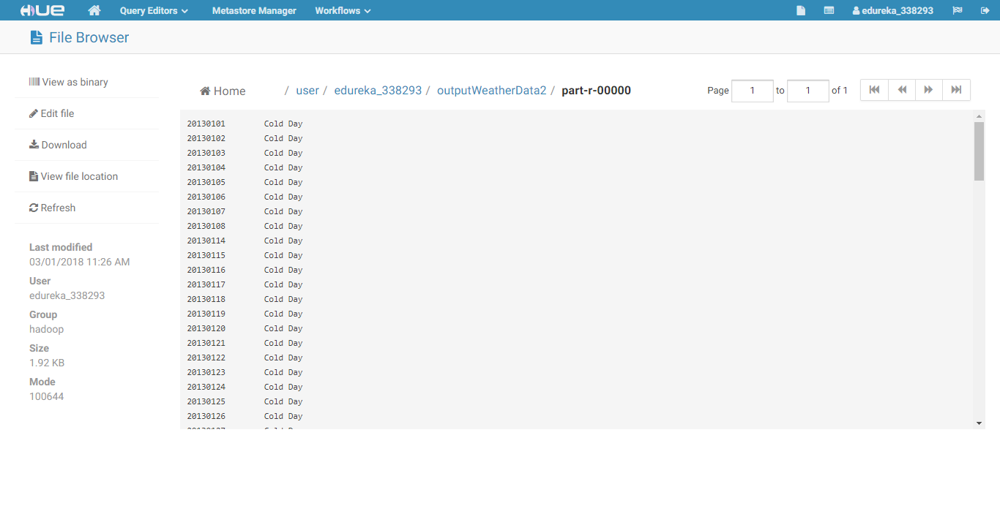 HUE Query Editors Metastore Manager Workflows edureka_338293
File Browser
View as binary
Edit file
Download
View file location
Refresh
Last modified
03/01/2018 11:26 AM
User
edureka_338293
Group
hadoop
Size
1.92 KB
Mode
100644
Home / user / edureka_338293 / outputWeatherData2 / part-r-00000
Page 1 to 1 of 1
20130101 Cold Day
20130102 Cold Day
20130103 Cold Day
20130104 Cold Day
20130105 Cold Day
20130106 Cold Day
20130107 Cold Day
20130108 Cold Day
20130114 Cold Day
20130115 Cold Day
20130116 Cold Day
20130117 Cold Day
20130118 Cold Day
20130119 Cold Day
20130120 Cold Day
20130121 Cold Day
20130122 Cold Day
20130123 Cold Day
20130124 Cold Day
20130125 Cold Day
20130126 Cold Day